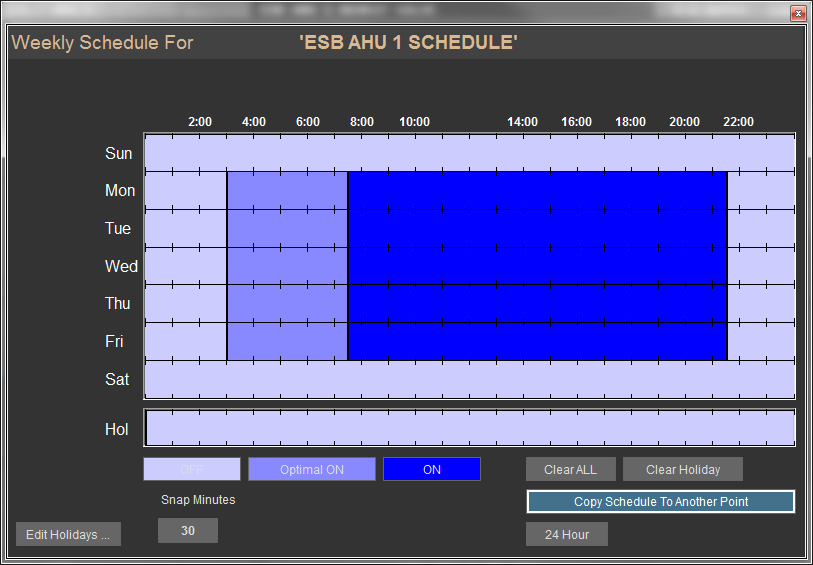 Weekly Schedule For 'ESB AHU 1 SCHEDULE'
2:00 4:00 6:00 8:00 10:00 14:00 16:00 18:00 20:00 22:00
Sun
Mon
Tue
Wed
Thu
Fri
Sat
Hol
OFF Optimal ON ON Clear ALL Clear Holiday
Snap Minutes Copy Schedule To Another Point
Edit Holidays ... 30 24 Hour